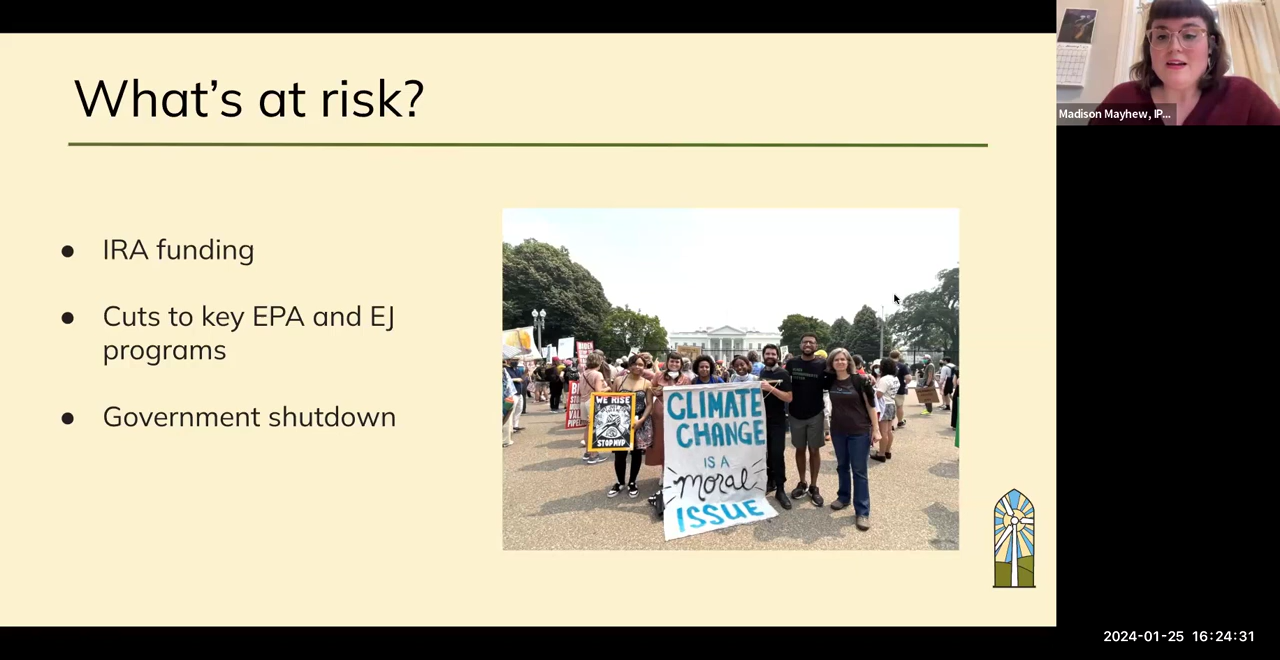 What's at risk?
● IRA funding
● Cuts to key EPA and EJ
programs
● Government shutdown
WE RISE
STOP MVP
CLIMATE
CHANGE
IS A
moral
ISSUE
Madison Mayhew, IP...
2024-01-25 16:24:31